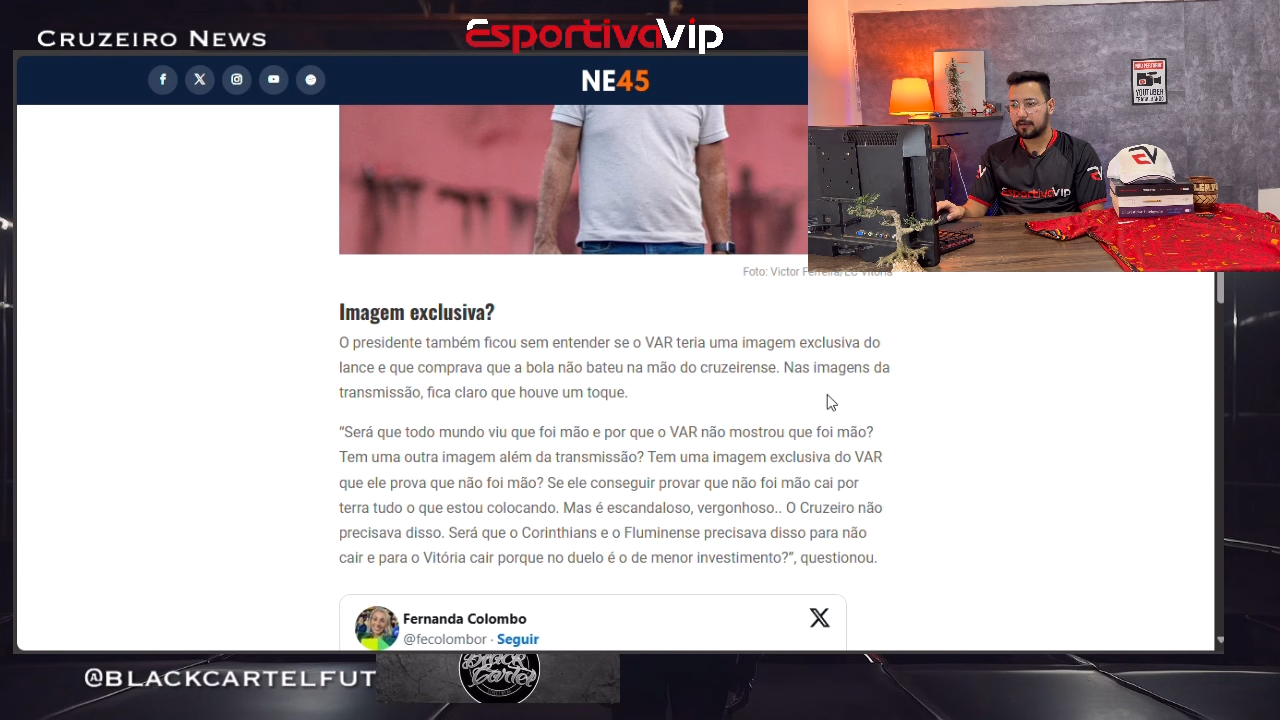 Cruzeiro News
EsportivaVip
NE45
NÃO PERTURBE
YOUTUBER
TRABALHANDO
EsportivaVip
Foto: Victor Ferreira/EC Vitória
Imagem exclusiva?
O presidente também ficou sem entender se o VAR teria uma imagem exclusiva do
lance e que comprava que a bola não bateu na mão do cruzeirense. Nas imagens da
transmissão, fica claro que houve um toque.
“Será que todo mundo viu que foi mão e por que o VAR não mostrou que foi mão?
Tem uma outra imagem além da transmissão? Tem uma imagem exclusiva do VAR
que ele prova que não foi mão? Se ele conseguir provar que não foi mão cai por
terra tudo o que estou colocando. Mas é escandaloso, vergonhoso.. O Cruzeiro não
precisava disso. Será que o Corinthians e o Fluminense precisava disso para não
cair e para o Vitória cair porque no duelo é o de menor investimento?”, questionou.
Fernanda Colombo
@fecolombor · Seguir
@BLACKCARTELFUT
Black
Cartel